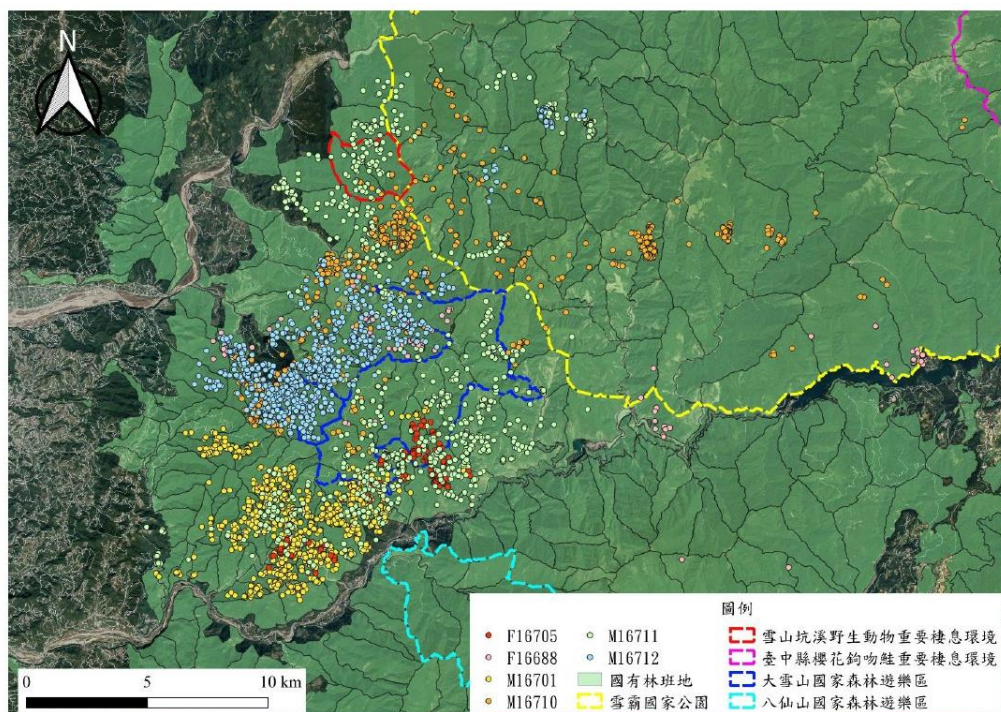 N
0 5 10 km
圖例
F16705
F16688
M16701
M16710
M16711
M16712
國有林班地
雪霸國家公園
雪山坑溪野生動物重要棲息環境
臺中縣櫻花鉤吻鮭重要棲息環境
大雪山國家森林遊樂區
八仙山國家森林遊樂區